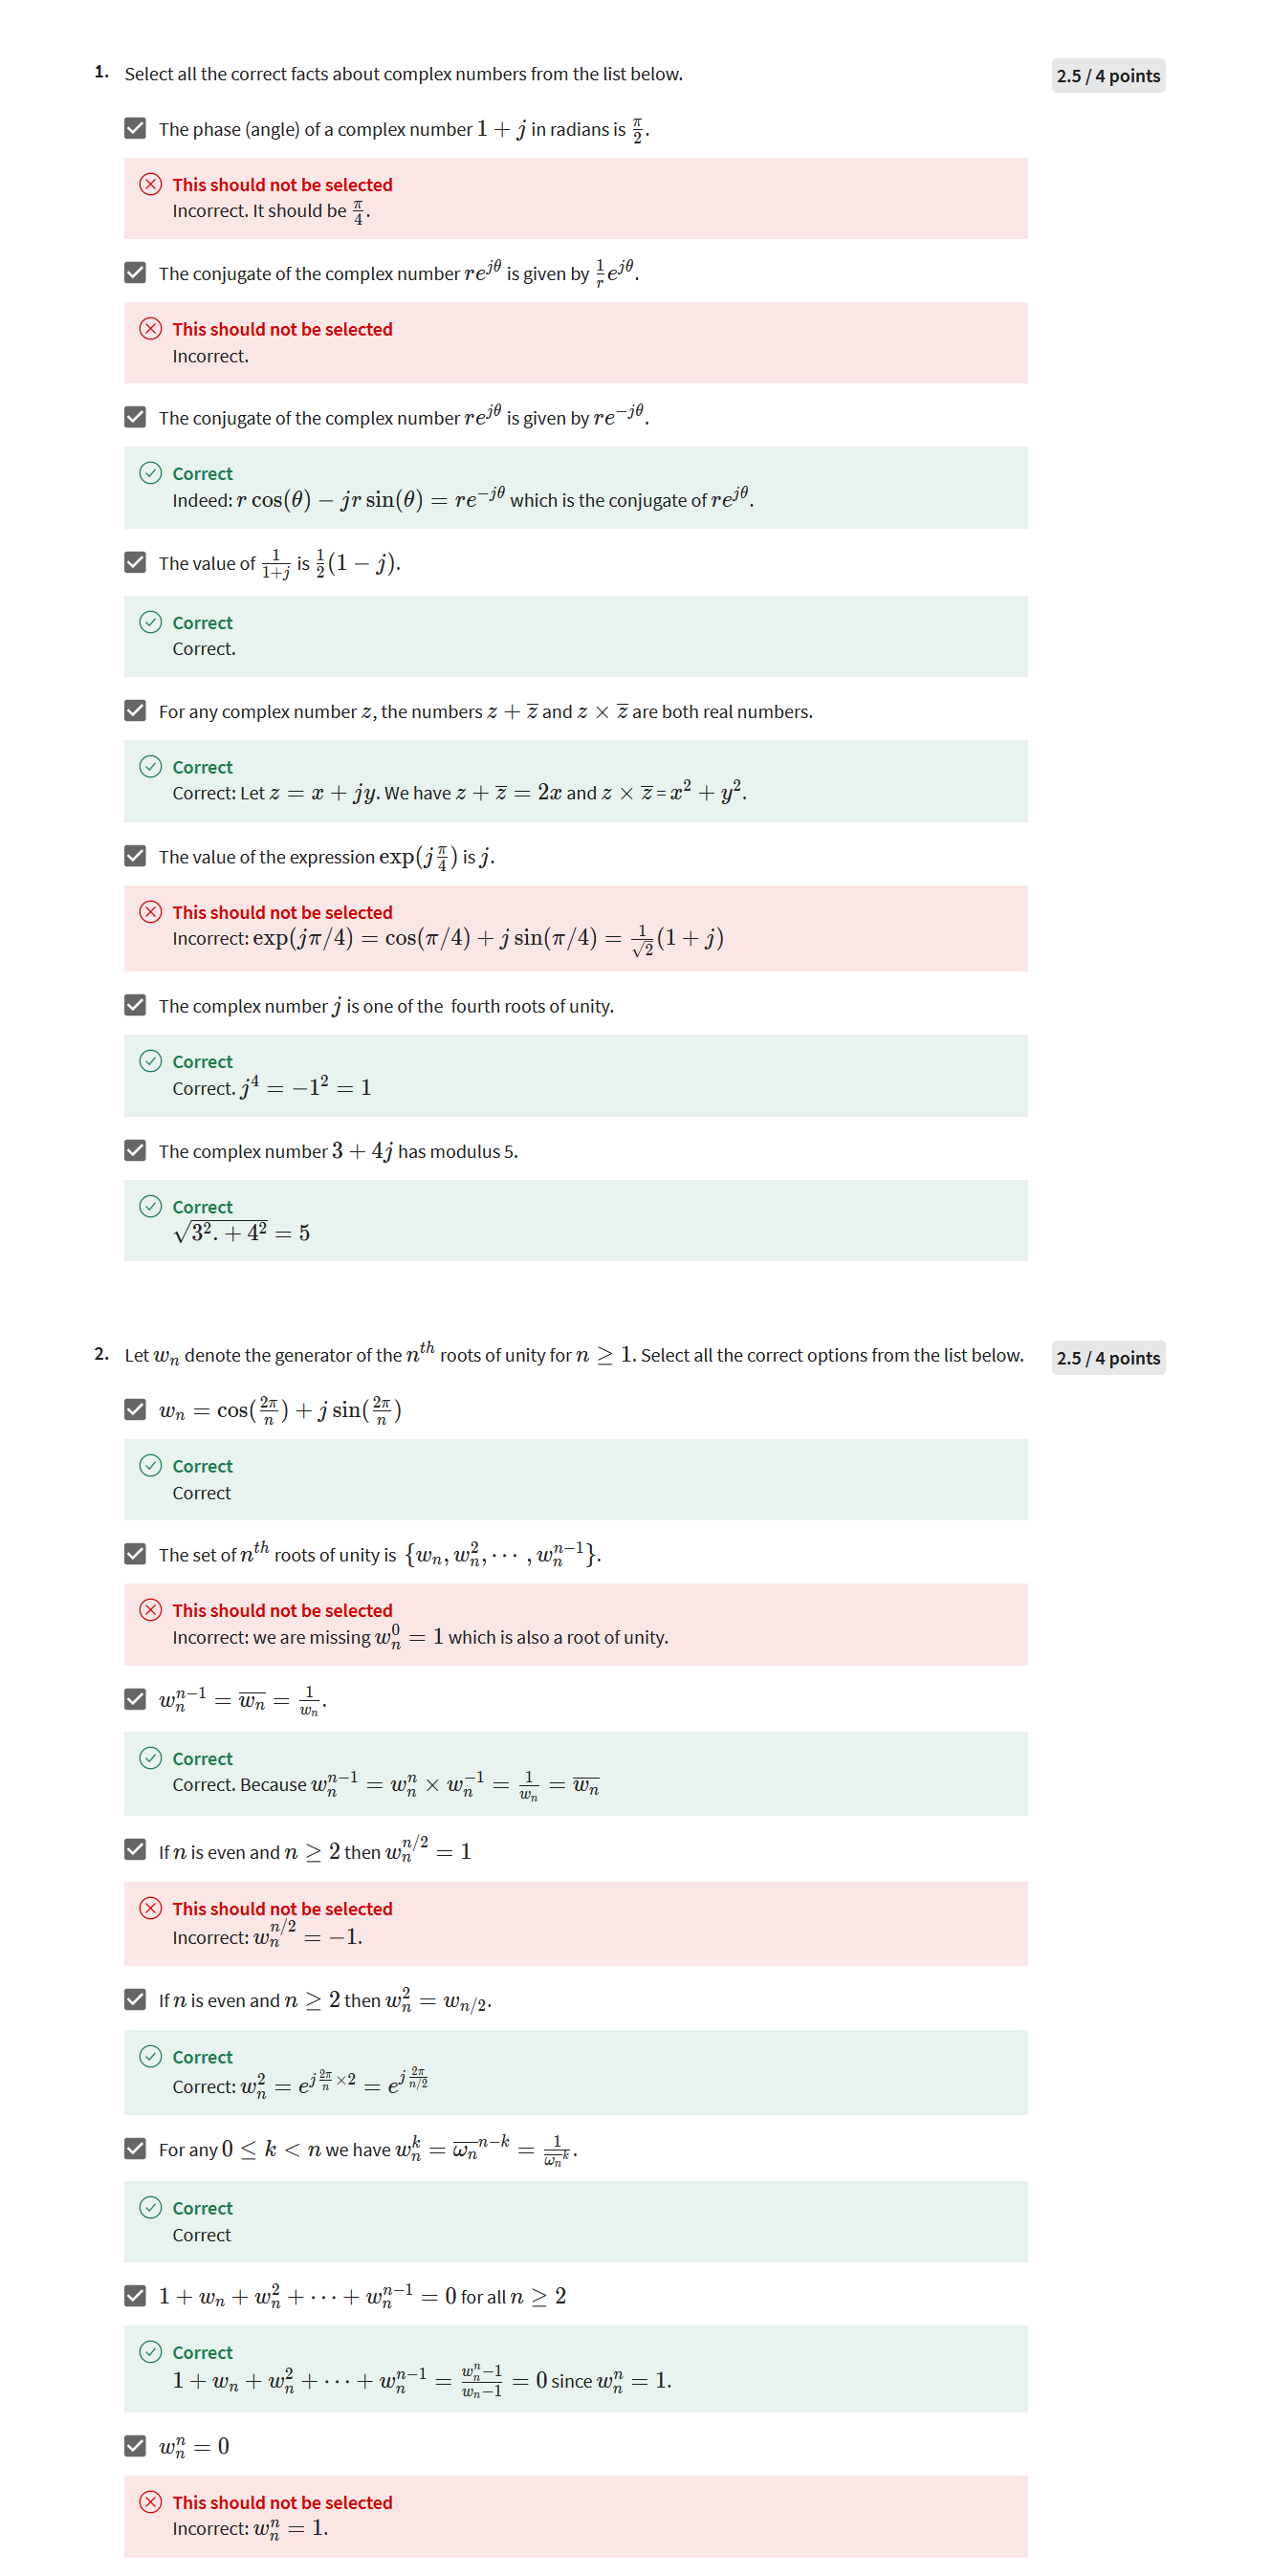 1. Select all the correct facts about complex numbers from the list below.
2.5 / 4 points
The phase (angle) of a complex number $1 + j$ in radians is $\frac{\pi}{2}$.
This should not be selected
Incorrect. It should be $\frac{\pi}{4}$.
The conjugate of the complex number $re^{j\theta}$ is given by $\frac{1}{r}e^{j\theta}$.
This should not be selected
Incorrect.
The conjugate of the complex number $re^{j\theta}$ is given by $re^{-j\theta}$.
Correct
Indeed: $r\cos(\theta) - jr\sin(\theta) = re^{-j\theta}$ which is the conjugate of $re^{j\theta}$.
The value of $\frac{1}{1+j}$ is $\frac{1}{2}(1 - j)$.
Correct
Correct.
For any complex number $z$, the numbers $z + \overline{z}$ and $z \times \overline{z}$ are both real numbers.
Correct
Correct: Let $z = x + jy$. We have $z + \overline{z} = 2x$ and $z \times \overline{z}$ = $x^2 + y^2$.
The value of the expression $\exp(j\frac{\pi}{4})$ is $j$.
This should not be selected
Incorrect: $\exp(j\pi/4) = \cos(\pi/4) + j\sin(\pi/4) = \frac{1}{\sqrt{2}}(1 + j)$
The complex number $j$ is one of the fourth roots of unity.
Correct
Correct. $j^4 = -1^2 = 1$
The complex number $3 + 4j$ has modulus 5.
Correct
$\sqrt{3^2. + 4^2} = 5$
2. Let $w_n$ denote the generator of the $n^{th}$ roots of unity for $n \geq 1$. Select all the correct options from the list below.
2.5 / 4 points
$w_n = \cos(\frac{2\pi}{n}) + j\sin(\frac{2\pi}{n})$
Correct
Correct
The set of $n^{th}$ roots of unity is $\{w_n, w_n^2, \cdots, w_n^{n-1}\}$.
This should not be selected
Incorrect: we are missing $w_n^0 = 1$ which is also a root of unity.
$w_n^{n-1} = \overline{w_n} = \frac{1}{w_n}$.
Correct
Correct. Because $w_n^{n-1} = w_n^n \times w_n^{-1} = \frac{1}{w_n} = \overline{w_n}$
If $n$ is even and $n \geq 2$ then $w_n^{n/2} = 1$
This should not be selected
Incorrect: $w_n^{n/2} = -1$.
If $n$ is even and $n \geq 2$ then $w_n^2 = w_{n/2}$.
Correct
Correct: $w_n^2 = e^{j\frac{2\pi}{n}\times 2} = e^{j\frac{2\pi}{n/2}}$
For any $0 \leq k < n$ we have $w_n^k = \overline{\omega_n}^{n-k} = \frac{1}{\overline{\omega_n}^k}$.
Correct
Correct
$1 + w_n + w_n^2 + \cdots + w_n^{n-1} = 0$ for all $n \geq 2$
Correct
$1 + w_n + w_n^2 + \cdots + w_n^{n-1} = \frac{w_n^n - 1}{w_n - 1} = 0$ since $w_n^n = 1$.
$w_n^n = 0$
This should not be selected
Incorrect: $w_n^n = 1$.